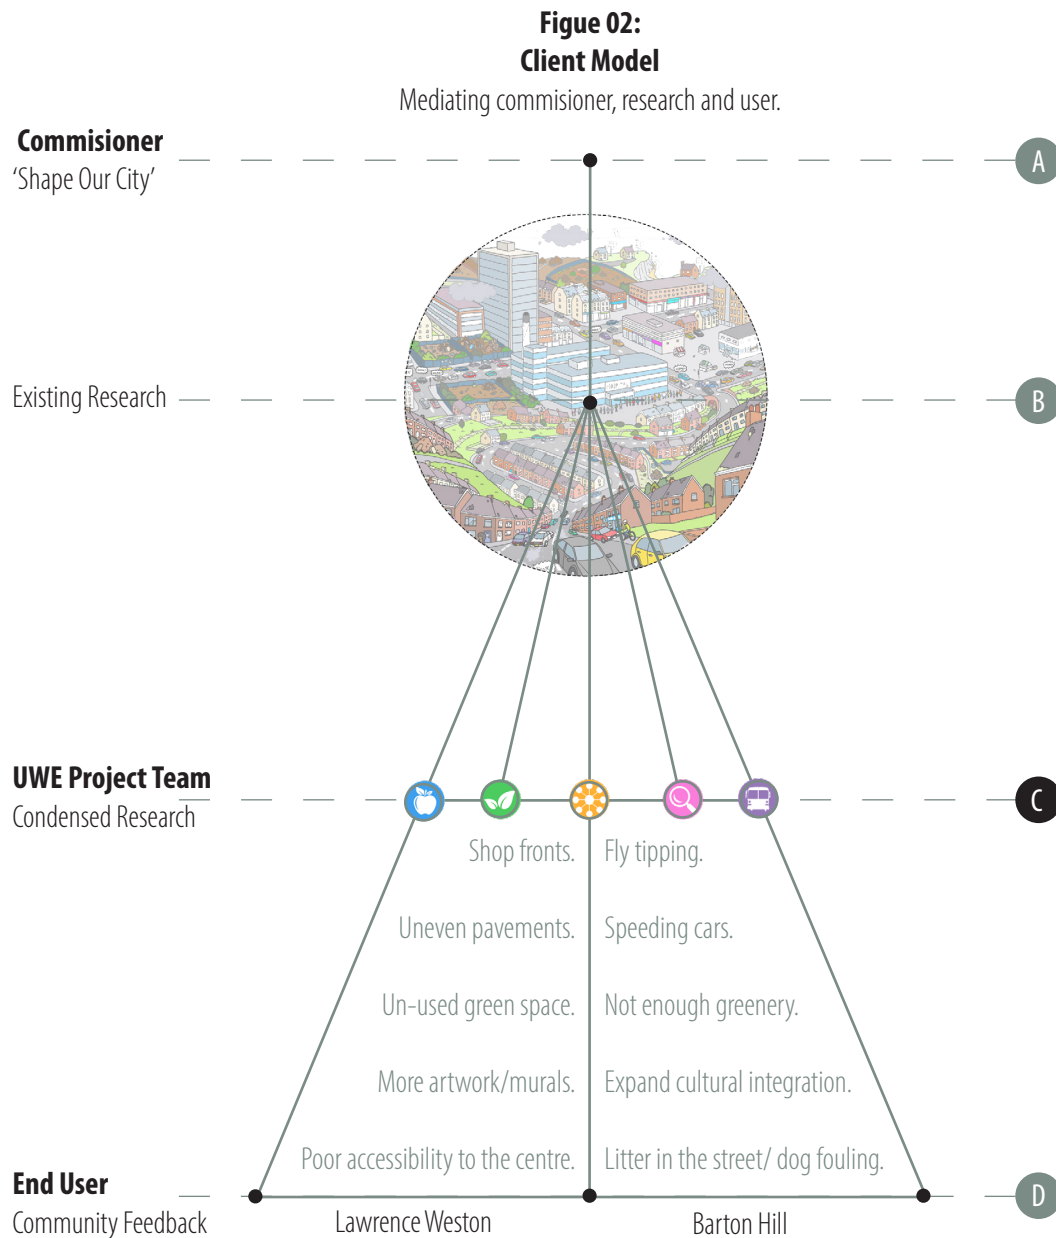 Figue 02:
Client Model
Mediating commisioner, research and user.
Commisioner
‘Shape Our City’
A
Existing Research
B
UWE Project Team
Condensed Research
C
Shop fronts.
Fly tipping.
Uneven pavements.
Speeding cars.
Un-used green space.
Not enough greenery.
More artwork/murals.
Expand cultural integration.
Poor accessibility to the centre.
Litter in the street/ dog fouling.
End User
Community Feedback
D
Lawrence Weston
Barton Hill